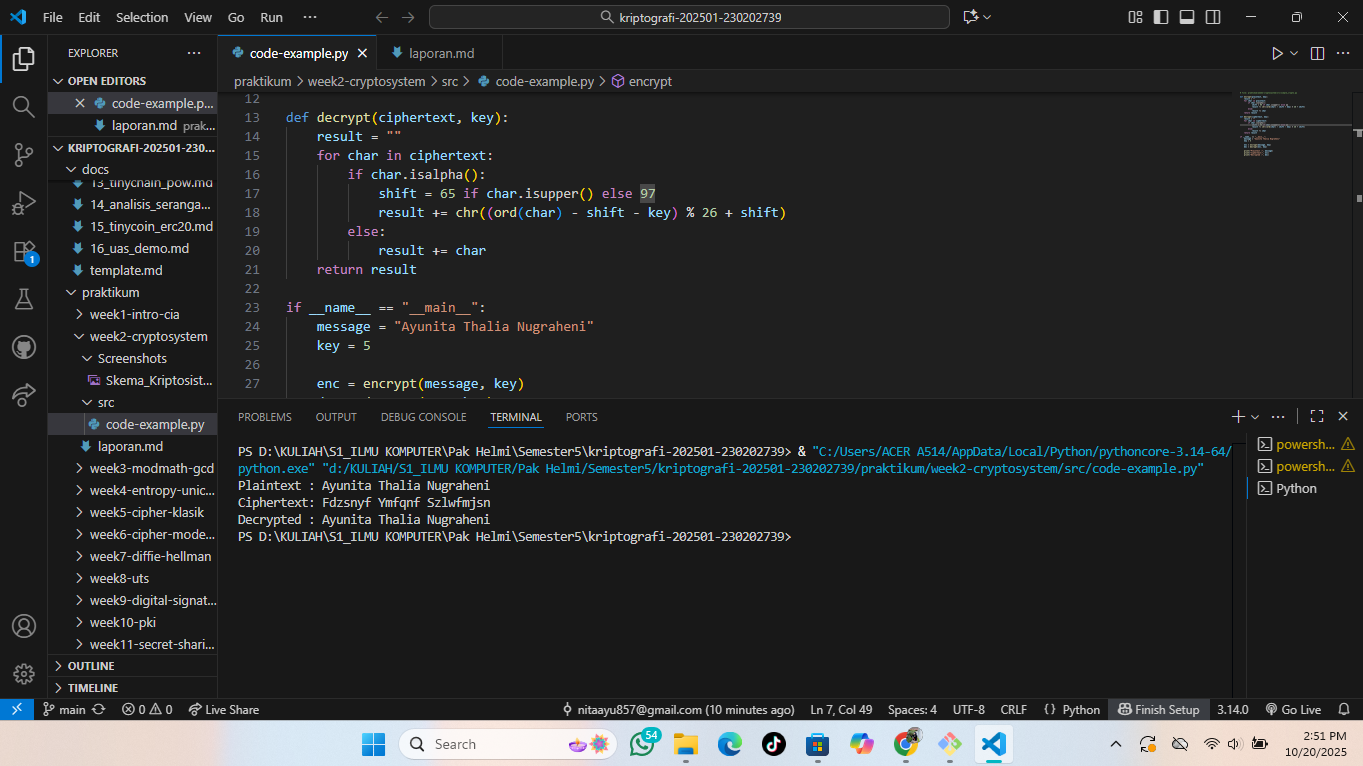 File Edit Selection View Go Run ···
kriptografi-202501-230202739
EXPLORER ···
OPEN EDITORS
code-example.p...
laporan.md prak...
KRIPTOGRAFI-202501-230...
docs
13_tinychain_pow.md
14_analisis_seranga...
15_tinycoin_erc20.md
16_uas_demo.md
template.md
praktikum
week1-intro-cia
week2-cryptosystem
Screenshots
Skema_Kriptosist...
src
code-example.py
laporan.md
week3-modmath-gcd
week4-entropy-unic...
week5-cipher-klasik
week6-cipher-mode...
week7-diffie-hellman
week8-uts
week9-digital-signat...
week10-pki
week11-secret-shari...
OUTLINE
TIMELINE
1
code-example.py
laporan.md
praktikum > week2-cryptosystem > src > code-example.py > encrypt
12
13 def decrypt(ciphertext, key):
14 result = ""
15 for char in ciphertext:
16 if char.isalpha():
17 shift = 65 if char.isupper() else 97
18 result += chr((ord(char) - shift - key) % 26 + shift)
19 else:
20 result += char
21 return result
22
23 if __name__ == "__main__":
24 message = "Ayunita Thalia Nugraheni"
25 key = 5
26
27 enc = encrypt(message, key)
PROBLEMS OUTPUT DEBUG CONSOLE TERMINAL PORTS
PS D:\KULIAH\S1_ILMU KOMPUTER\Pak Helmi\Semester5\kriptografi-202501-230202739> & "C:/Users/ACER A514/AppData/Local/Python/pythoncore-3.14-64/
python.exe" "d:/KULIAH/S1_ILMU KOMPUTER/Pak Helmi/Semester5/kriptografi-202501-230202739/praktikum/week2-cryptosystem/src/code-example.py"
Plaintext : Ayunita Thalia Nugraheni
Ciphertext: Fdzsnyf Ymfqnf Szlwfmjsn
Decrypted : Ayunita Thalia Nugraheni
PS D:\KULIAH\S1_ILMU KOMPUTER\Pak Helmi\Semester5\kriptografi-202501-230202739>
powersh...
powersh...
Python
main 0 0 Live Share nitaayu857@gmail.com (10 minutes ago) Ln 7, Col 49 Spaces: 4 UTF-8 CRLF {} Python Finish Setup 3.14.0 Go Live
Search
54
2:51 PM
10/20/2025